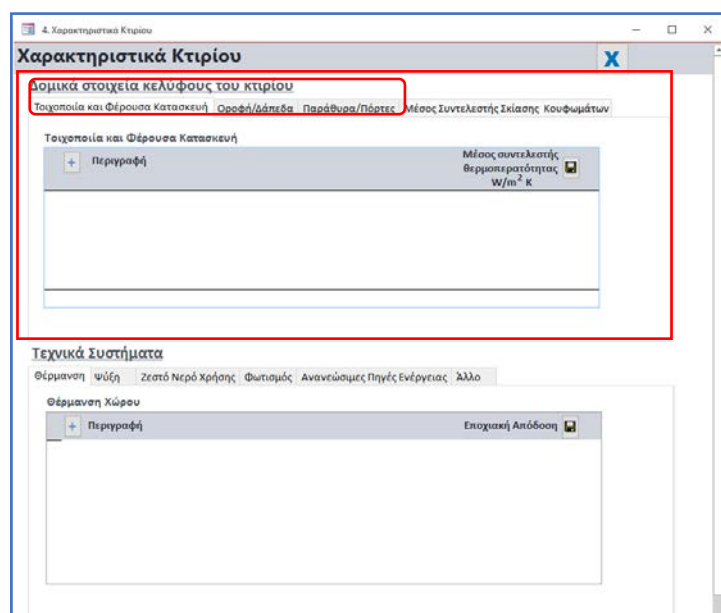 4. Χαρακτηριστικά Κτιρίου
Χαρακτηριστικά Κτιρίου X
Δομικά στοιχεία κελύφους του κτιρίου
Τοιχοποιία και Φέρουσα Κατασκευή Οροφή/Δάπεδα Παράθυρα/Πόρτες Μέσος Συντελεστής Σκίασης Κουφωμάτων
Τοιχοποιία και Φέρουσα Κατασκευή
+ Περιγραφή
Μέσος συντελεστής
θερμοπερατότητας
W/m² K
Τεχνικά Συστήματα
Θέρμανση Ψύξη Ζεστό Νερό Χρήσης Φωτισμός Ανανεώσιμες Πηγές Ενέργειας Άλλο
Θέρμανση Χώρου
+ Περιγραφή Εποχιακή Απόδοση